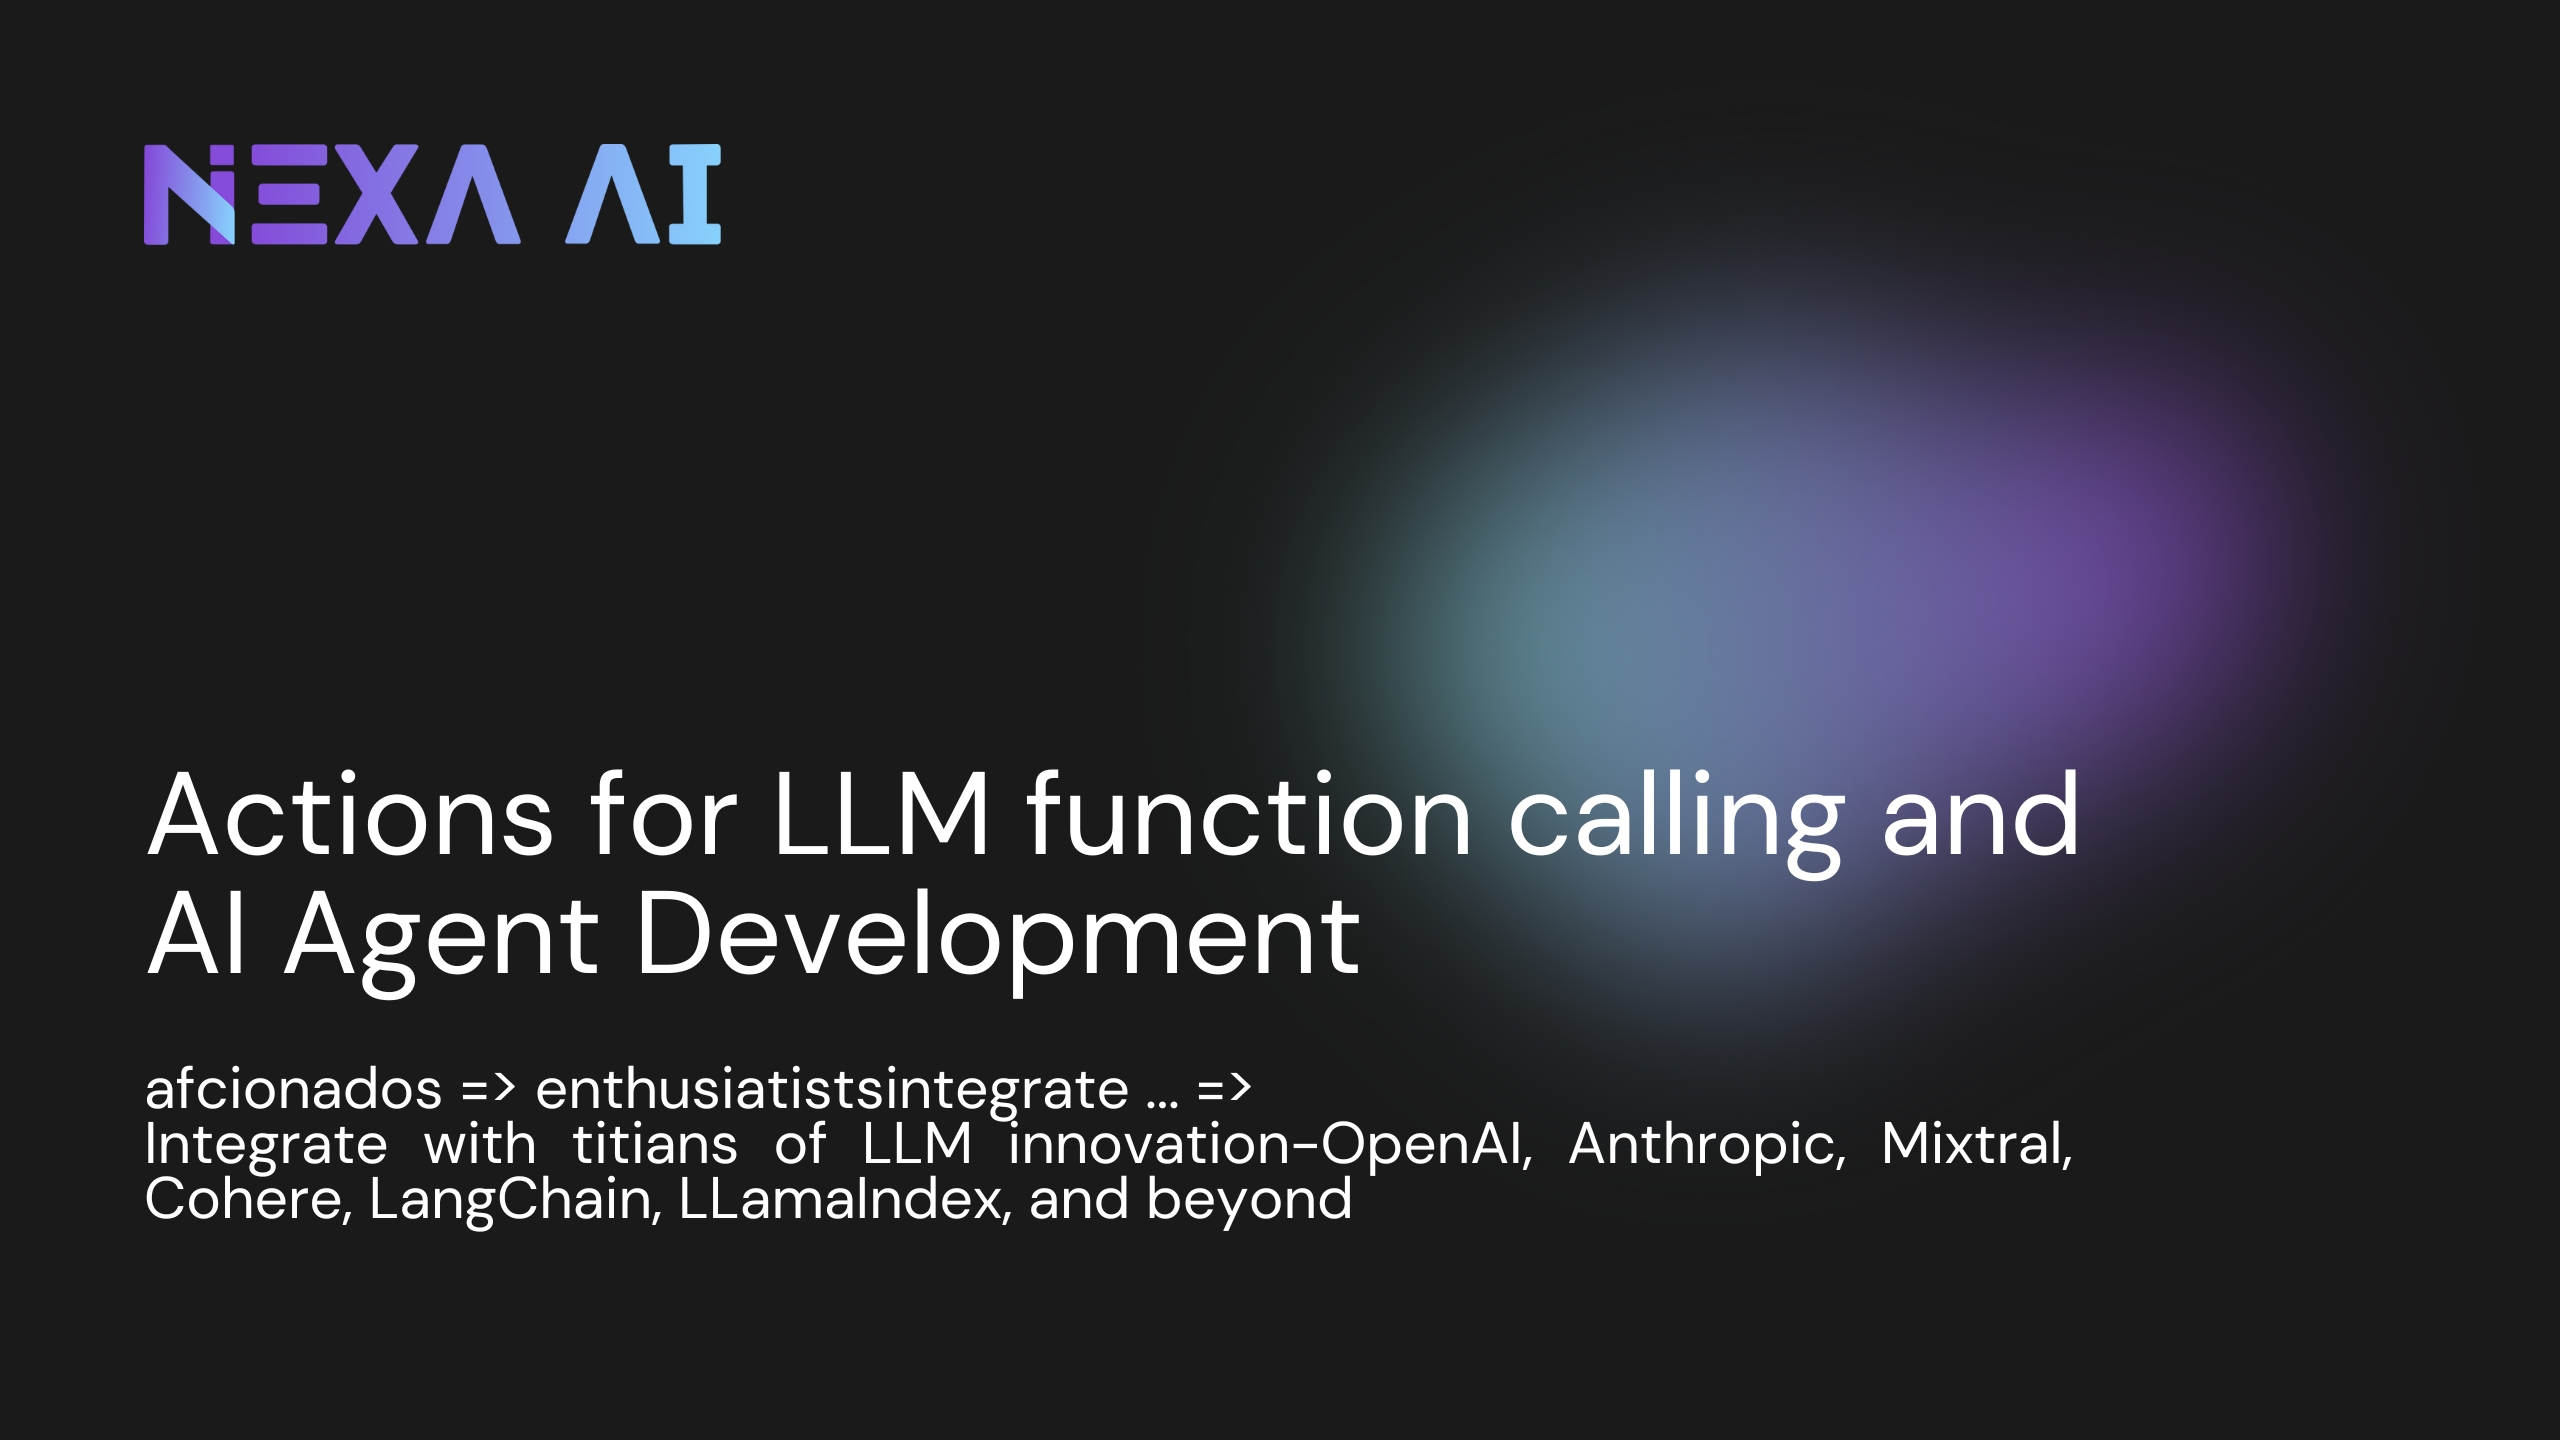 NEXA AI
Actions for LLM function calling and
AI Agent Development
afcionados => enthusiatistsintegrate ... =>
Integrate with titians of LLM innovation-OpenAI, Anthropic, Mixtral,
Cohere, LangChain, LLamaIndex, and beyond